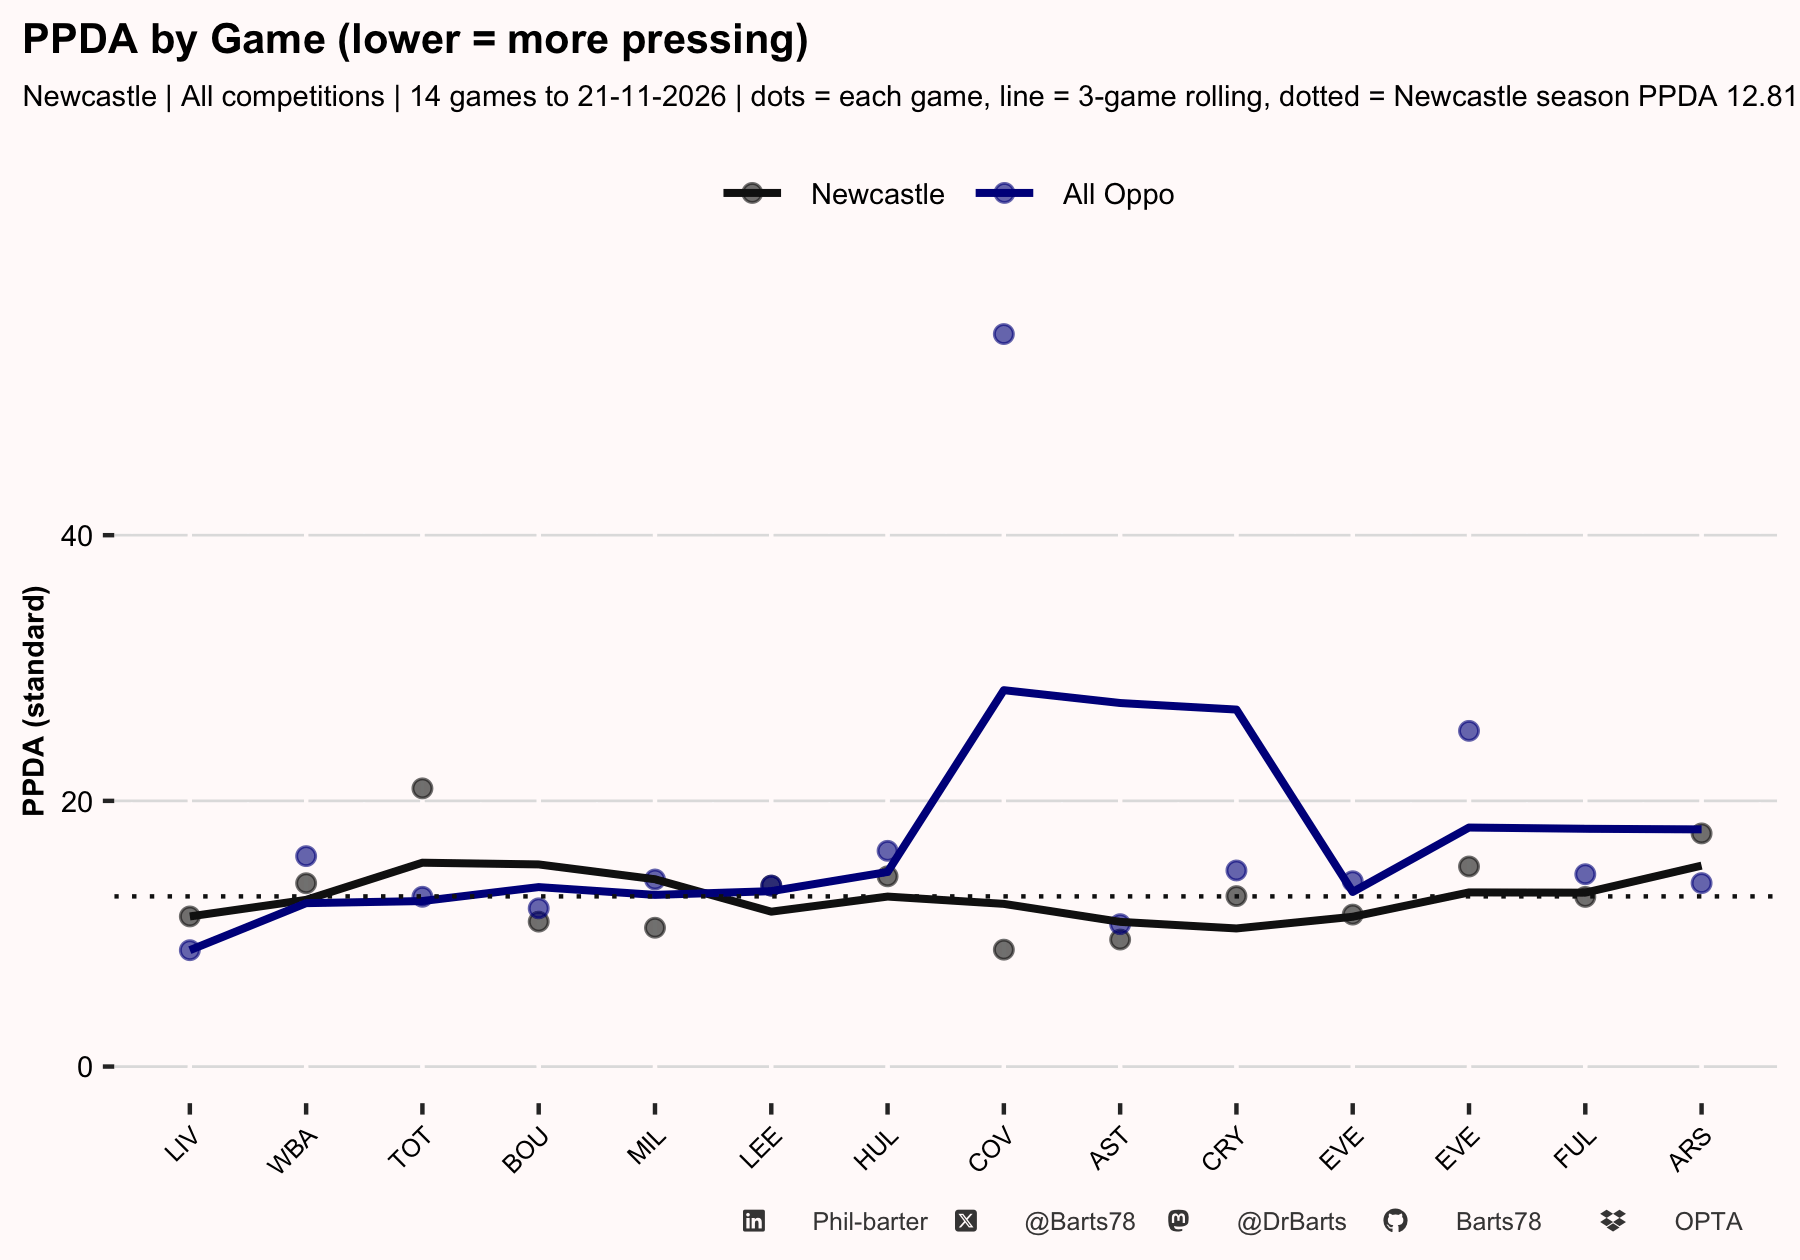 PPDA by Game (lower = more pressing)
Newcastle | All competitions | 14 games to 21-11-2026 | dots = each game, line = 3-game rolling, dotted = Newcastle season PPDA 12.81
Newcastle All Oppo
PPDA (standard)
40
20
0
LIV WBA TOT BOU MIL LEE HUL COV AST CRY EVE EVE FUL ARS
Phil-barter @Barts78 @DrBarts Barts78 OPTA